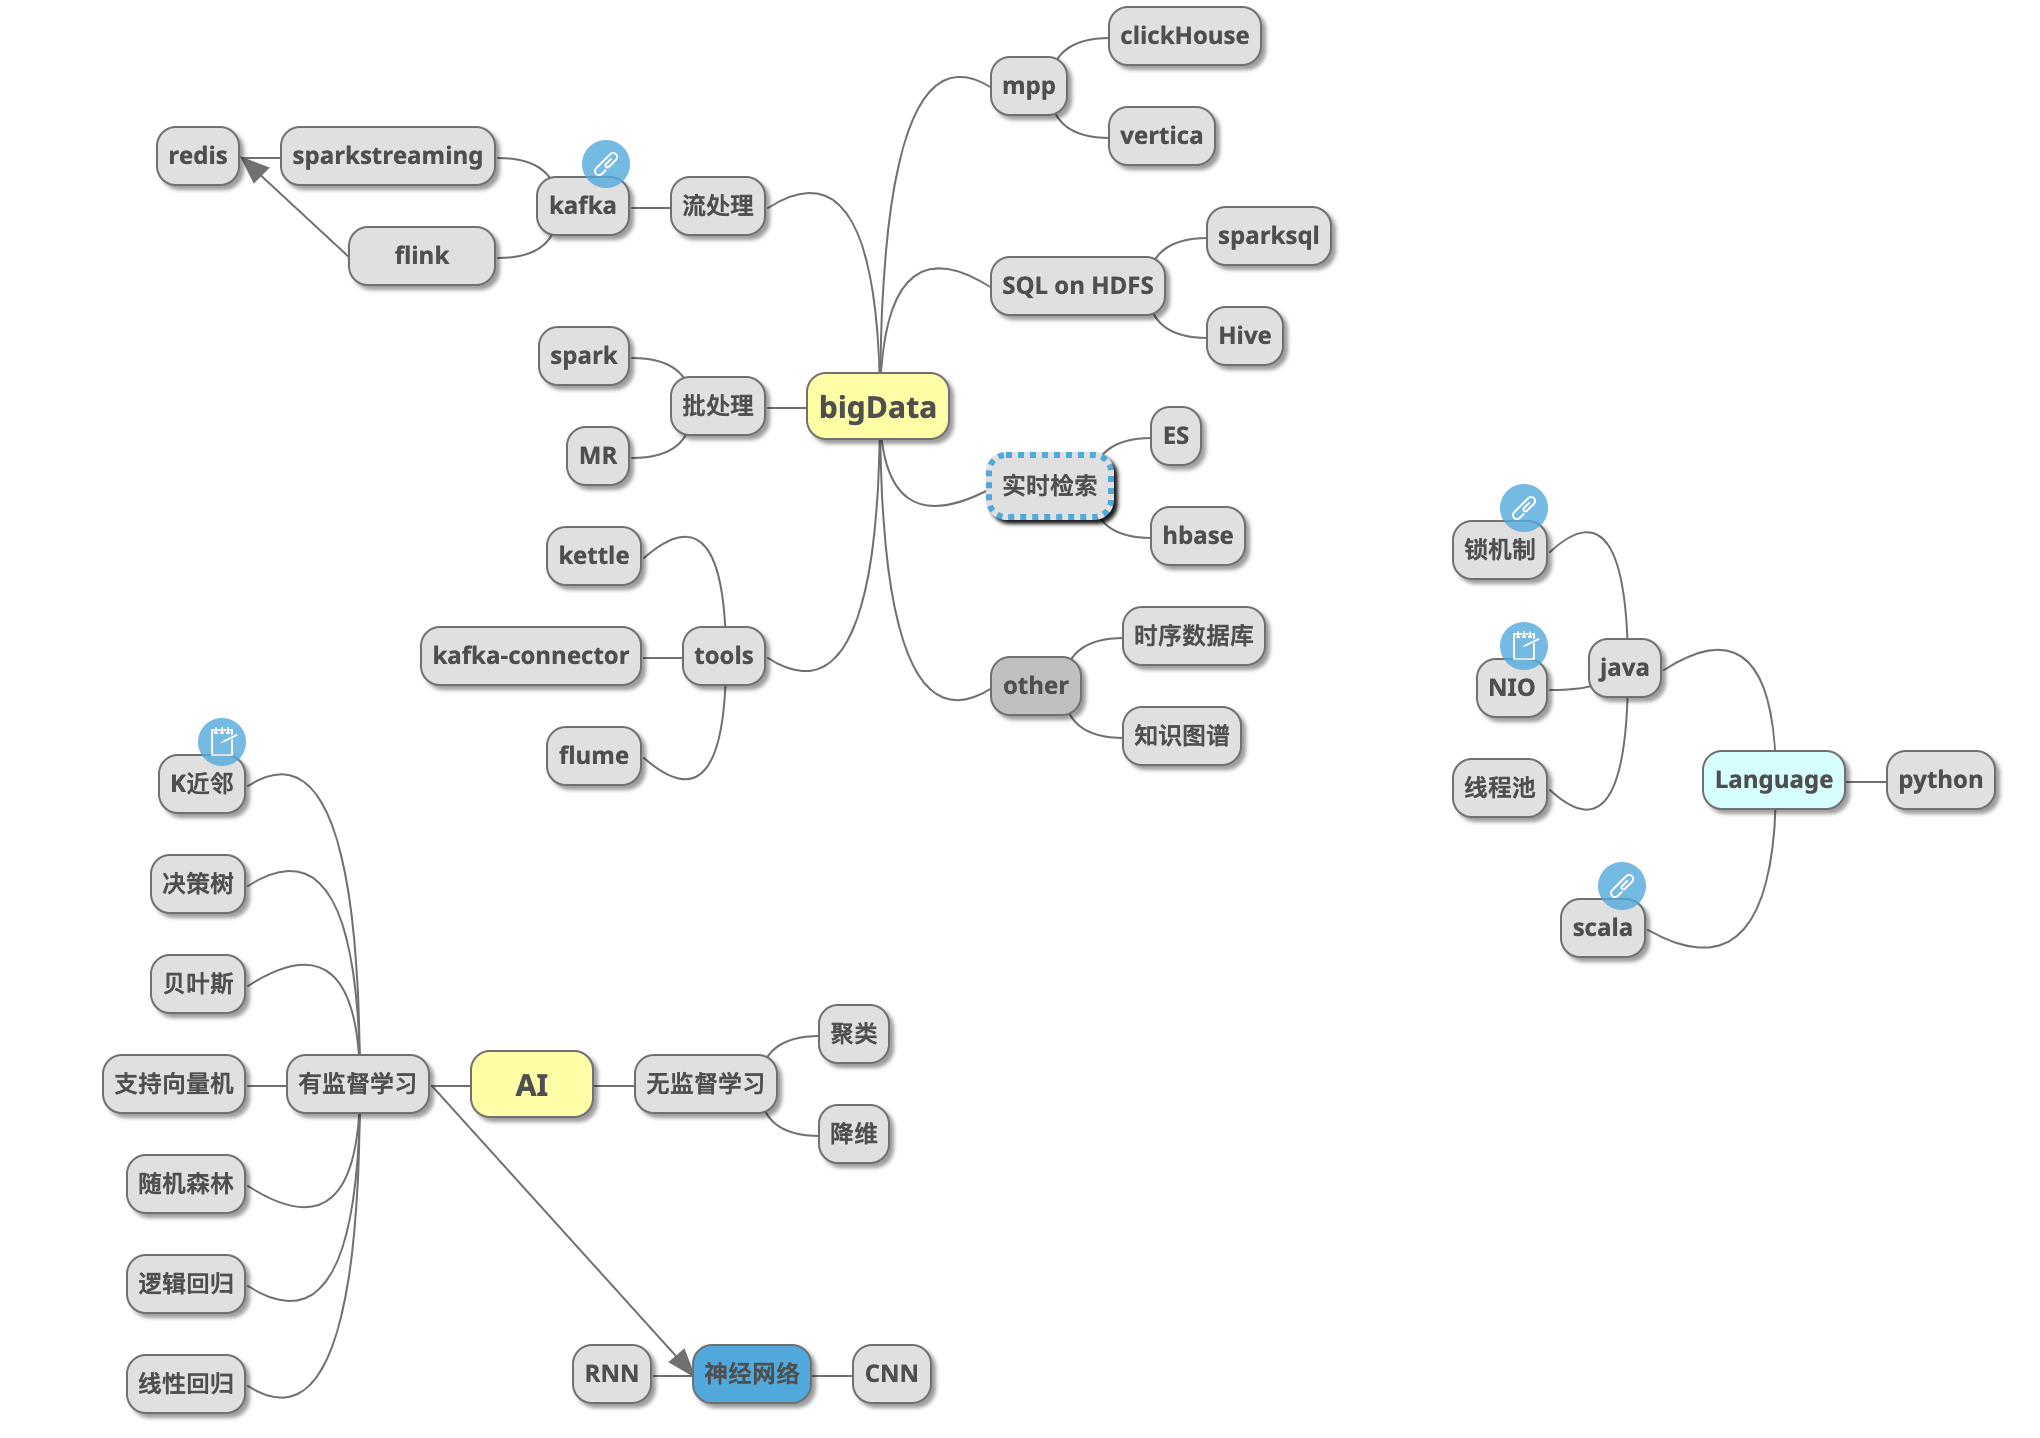 clickHouse
mpp
vertica
redis
sparkstreaming
kafka
流处理
flink
sparksql
SQL on HDFS
Hive
spark
批处理
MR
bigData
ES
实时检索
hbase
kettle
kafka-connector
tools
flume
时序数据库
other
知识图谱
锁机制
NIO
java
线程池
Language
python
scala
K近邻
决策树
贝叶斯
支持向量机
有监督学习
AI
无监督学习
聚类
降维
随机森林
逻辑回归
线性回归
RNN
神经网络
CNN